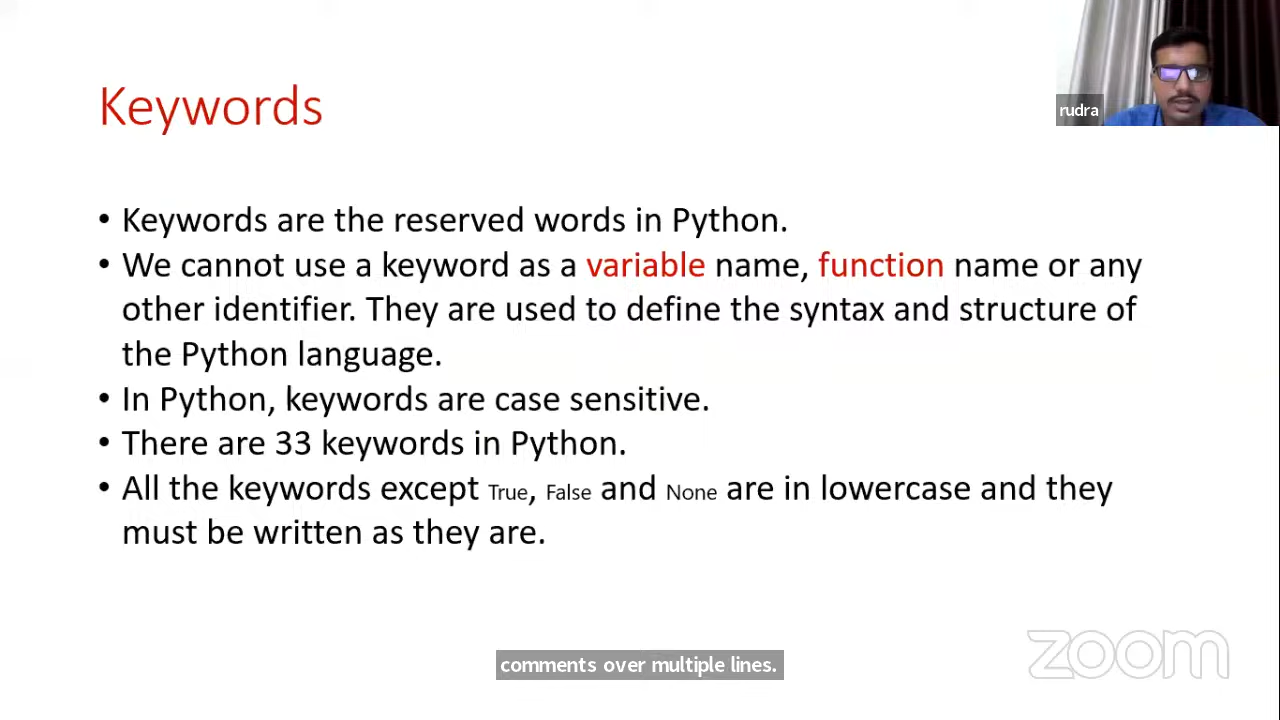 rudra
Keywords
• Keywords are the reserved words in Python.
• We cannot use a keyword as a variable name, function name or any
other identifier. They are used to define the syntax and structure of
the Python language.
• In Python, keywords are case sensitive.
• There are 33 keywords in Python.
• All the keywords except True, False and None are in lowercase and they
must be written as they are.
comments over multiple lines.
zoom